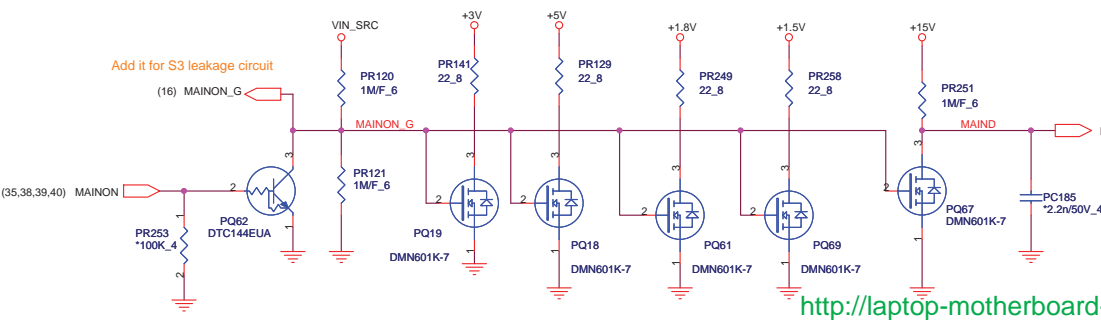 +3V
+5V
+1.8V
+1.5V
+15V
VIN_SRC
Add it for S3 leakage circuit
(16) MAINON_G
PR120
1M/F_6
PR141
22_8
PR129
22_8
PR249
22_8
PR258
22_8
PR251
1M/F_6
MAINON_G
MAIND
3
3
3
3
3
3
PR121
1M/F_6
(35,38,39,40) MAINON
2
2
2
2
2
2
PQ62
DTC144EUA
PR253
*100K_4
1
2
1
PQ19
DMN601K-7
1
PQ18
DMN601K-7
1
PQ61
DMN601K-7
1
PQ69
DMN601K-7
1
PQ67
DMN601K-7
1
PC185
*2.2n/50V_4
http://laptop-motherboard-